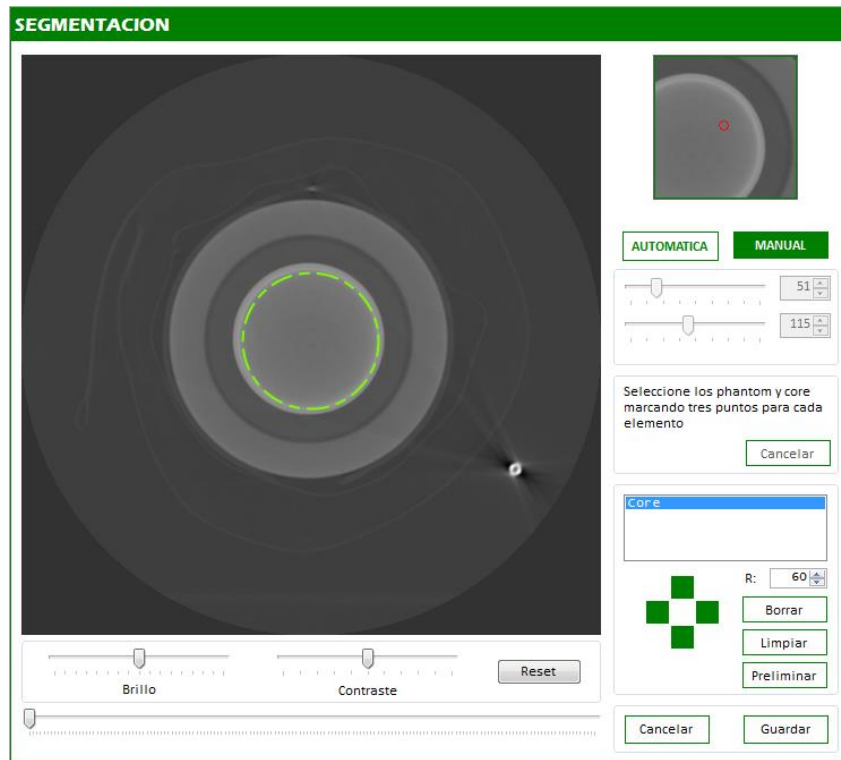 SEGMENTACION
AUTOMATICA
MANUAL
51
115
Seleccione los phantom y core
marcando tres puntos para cada
elemento
Cancelar
Core
R: 60
Borrar
Limpiar
Preliminar
Brillo
Contraste
Reset
Cancelar
Guardar